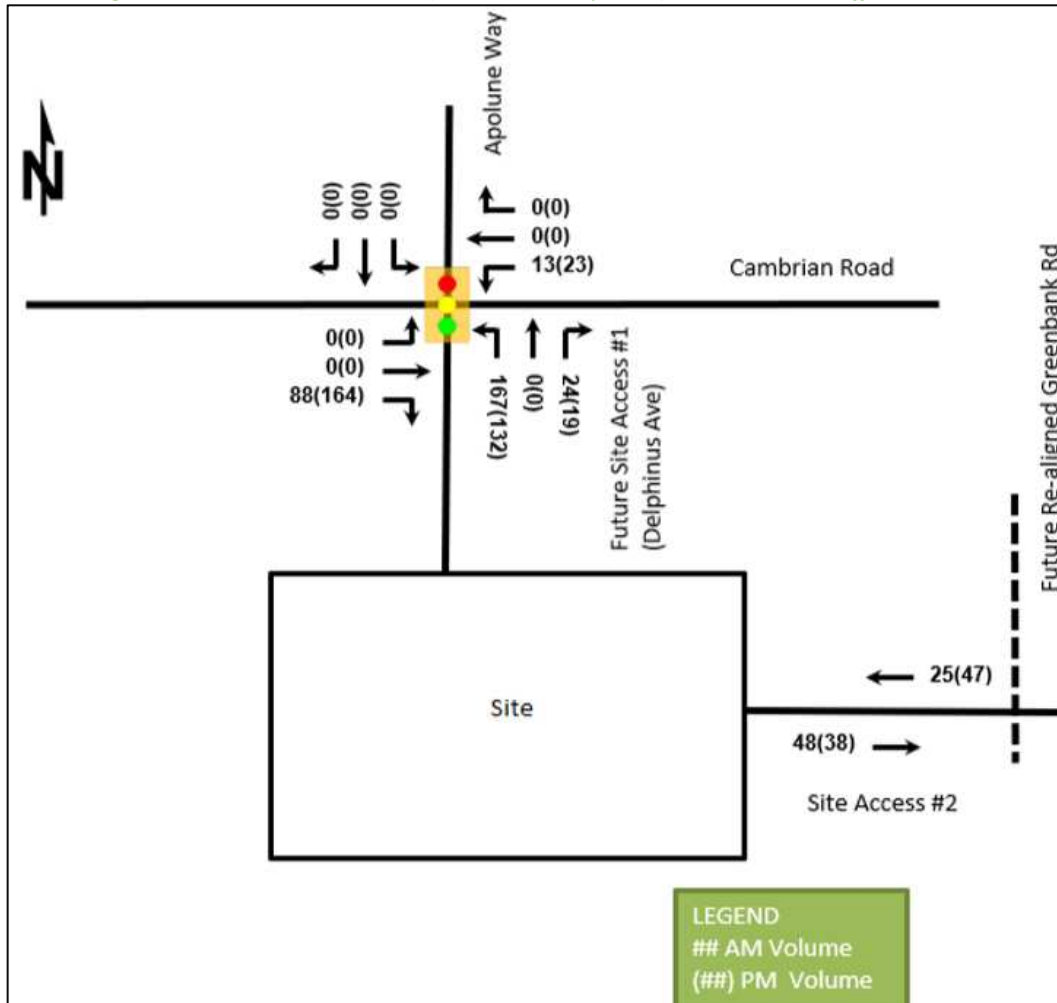 Apolune Way
N
0(0)
0(0)
0(0)
0(0)
0(0)
13(23)
Cambrian Road
0(0)
0(0)
88(164)
167(132)
0(0)
24(19)
Future Site Access #1
(Delphinus Ave)
Future Re-aligned Greenbank Rd
Site
25(47)
48(38)
Site Access #2
LEGEND
## AM Volume
(##) PM Volume